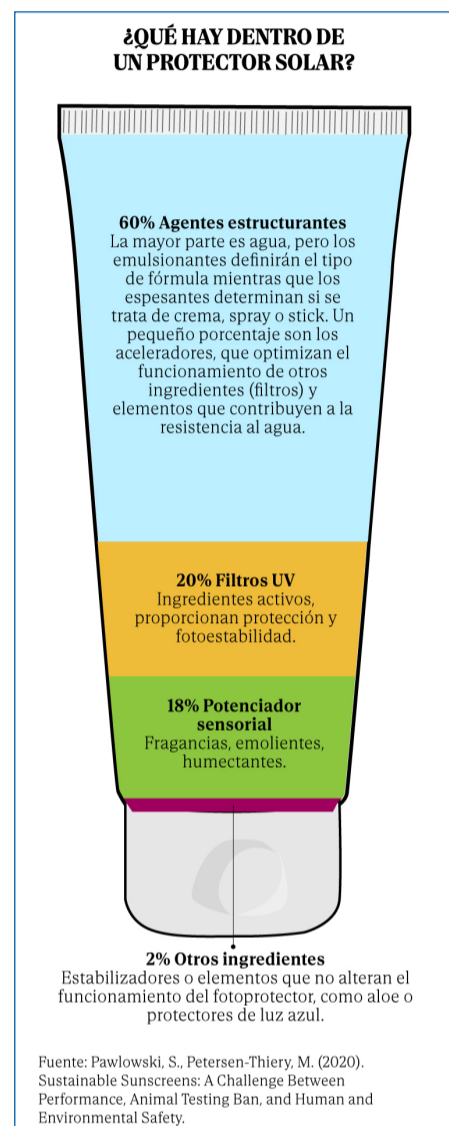 ¿QUÉ HAY DENTRO DE
UN PROTECTOR SOLAR?
60% Agentes estructurantes
La mayor parte es agua, pero los
emulsionantes definirán el tipo
de fórmula mientras que los
espesantes determinan si se
trata de crema, spray o stick. Un
pequeño porcentaje son los
aceleradores, que optimizan el
funcionamiento de otros
ingredientes (filtros) y
elementos que contribuyen a la
resistencia al agua.
20% Filtros UV
Ingredientes activos,
proporcionan protección y
fotoestabilidad.
18% Potenciador
sensorial
Fragancias, emolientes,
humectantes.
2% Otros ingredientes
Estabilizadores o elementos que no alteran el
funcionamiento del fotoprotector, como aloe o
protectores de luz azul.
Fuente: Pawlowski, S., Petersen-Thiery, M. (2020).
Sustainable Sunscreens: A Challenge Between
Performance, Animal Testing Ban, and Human and
Environmental Safety.